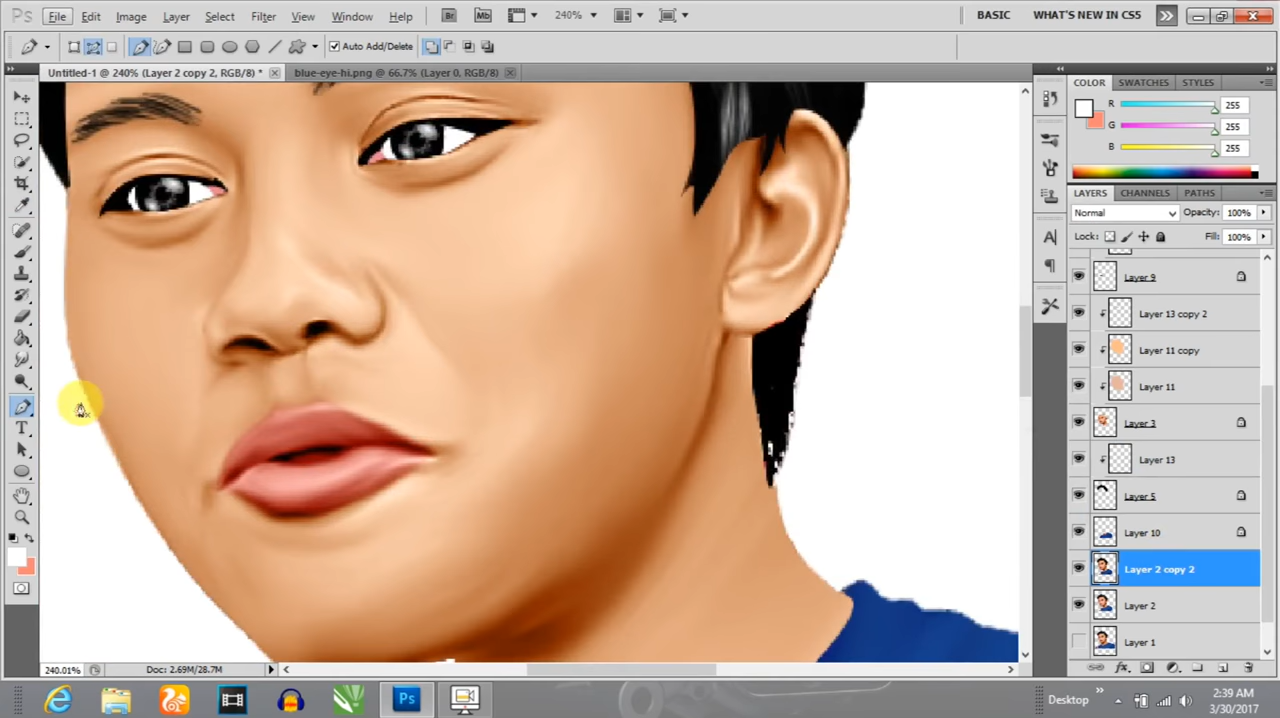 Ps File Edit Image Layer Select Filter View Window Help Br Mb 240% BASIC WHAT'S NEW IN CS5
Auto Add/Delete
Untitled-1 @ 240% (Layer 2 copy 2, RGB/8) * blue-eye-hi.png @ 66.7% (Layer 0, RGB/8)
COLOR SWATCHES STYLES
R 255
G 255
B 255
LAYERS CHANNELS PATHS
Normal Opacity: 100%
Lock: Fill: 100%
Layer 9
Layer 13 copy 2
Layer 11 copy
Layer 11
Layer 3
Layer 13
Layer 5
Layer 10
Layer 2 copy 2
Layer 2
Layer 1
240.01% Doc: 2.69M/28.7M
Ps Desktop 2:39 AM
3/30/2017